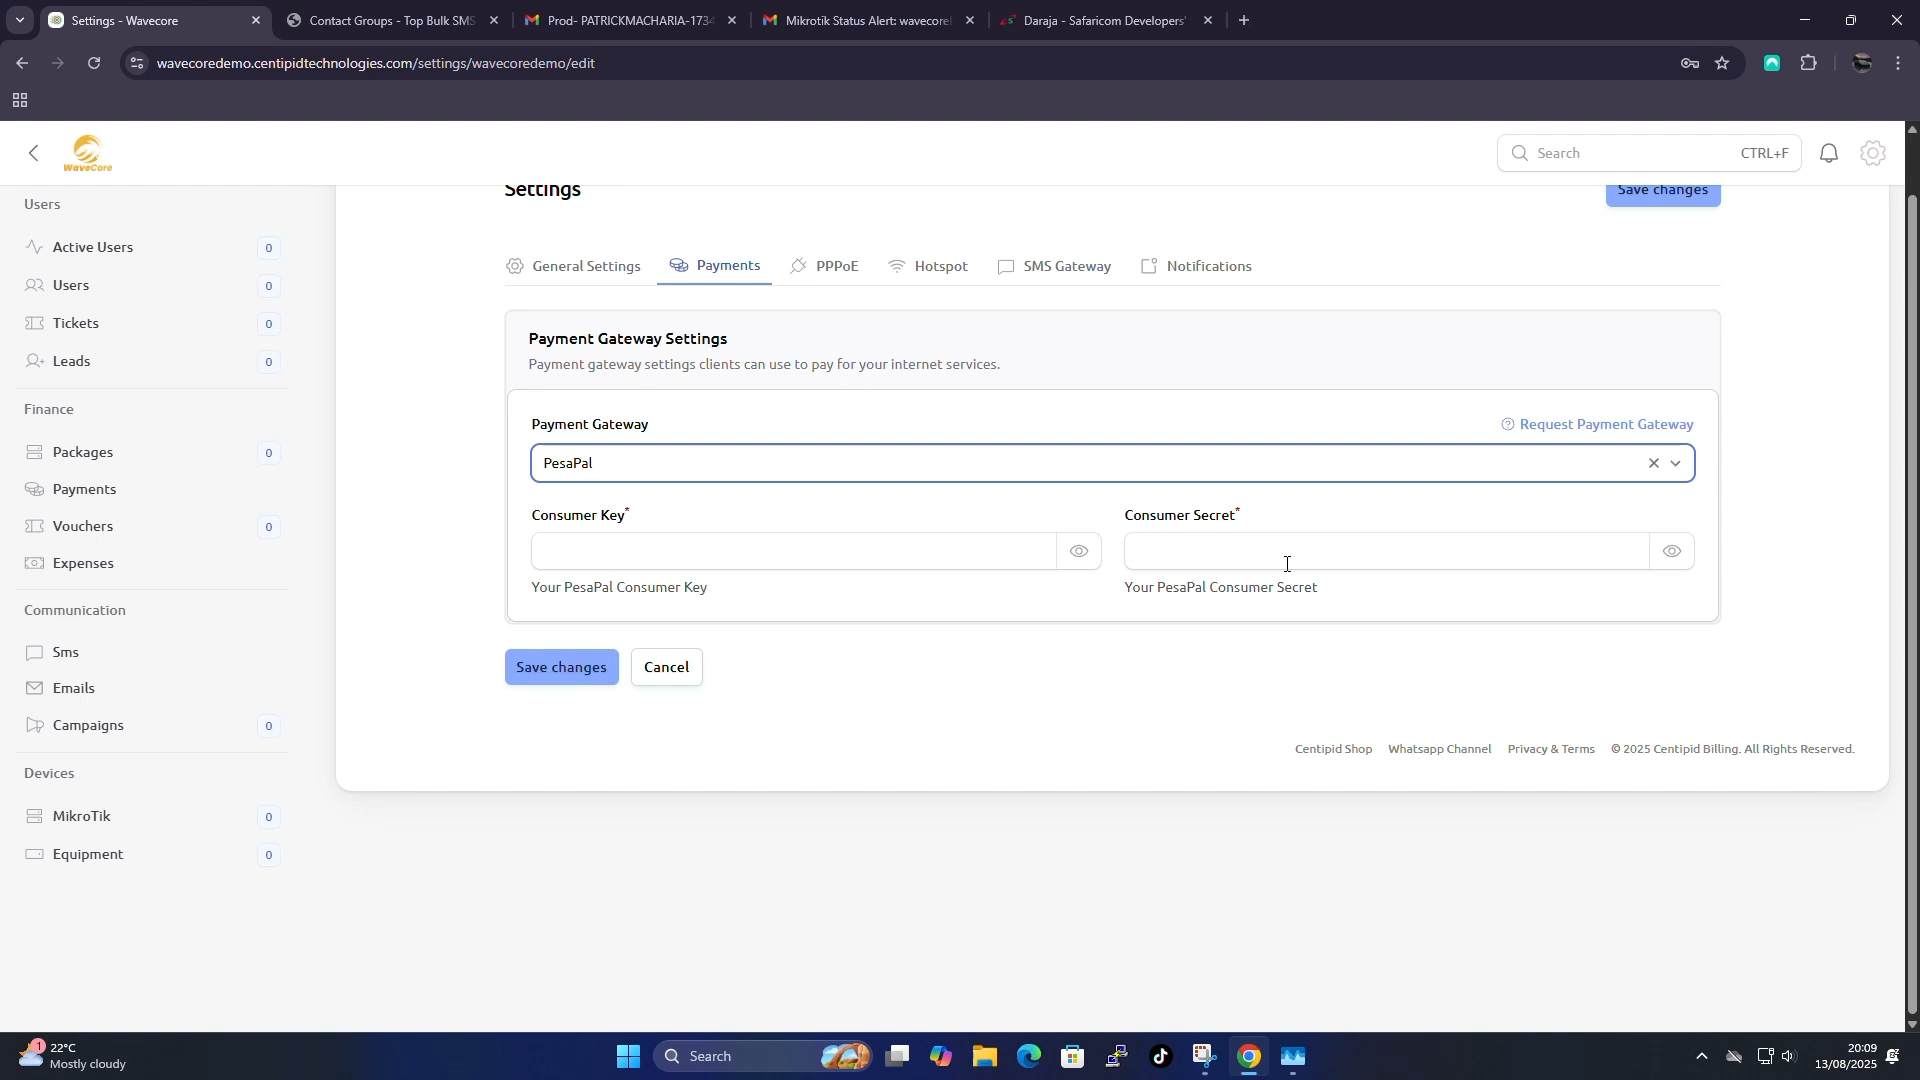 Settings - Wavecore
Contact Groups - Top Bulk SMS
Prod- PATRICKMACHARIA-1734
Mikrotik Status Alert: wavecorel
Daraja - Safaricom Developers'
wavecoredemo.centipidtechnologies.com/settings/wavecoredemo/edit
WaveCore
Search CTRL+F
Settings
Save changes
Users
Active Users 0
Users 0
Tickets 0
Leads 0
Finance
Packages 0
Payments
Vouchers 0
Expenses
Communication
Sms
Emails
Campaigns 0
Devices
MikroTik 0
Equipment 0
General Settings Payments PPPoE Hotspot SMS Gateway Notifications
Payment Gateway Settings
Payment gateway settings clients can use to pay for your internet services.
Payment Gateway
Request Payment Gateway
PesaPal
Consumer Key*
Consumer Secret*
Your PesaPal Consumer Key
Your PesaPal Consumer Secret
Save changes Cancel
Centipid Shop Whatsapp Channel Privacy & Terms © 2025 Centipid Billing. All Rights Reserved.
1
22°C
Mostly cloudy
Search
20:09
13/08/2025